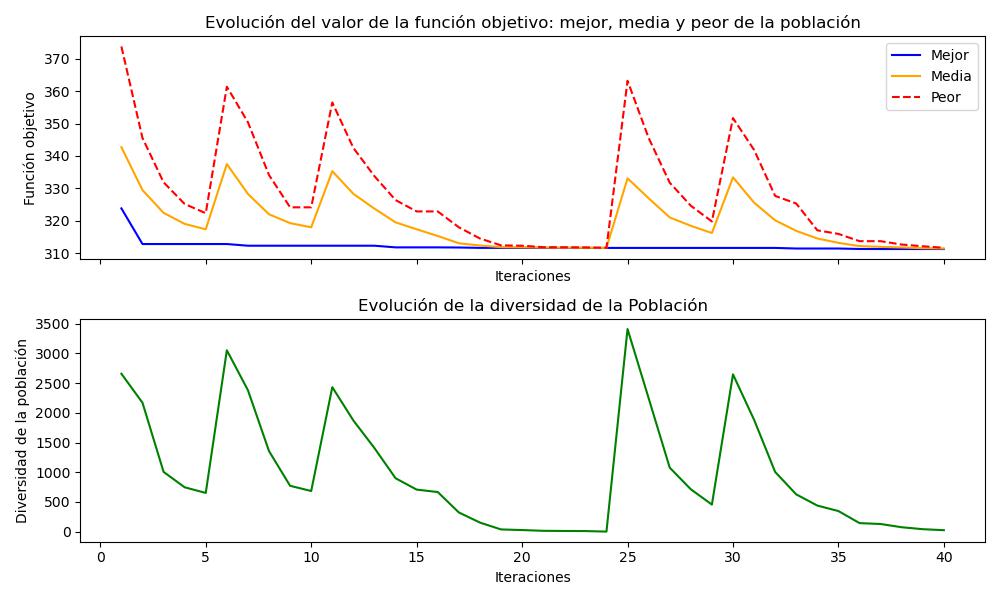 Evolución del valor de la función objetivo: mejor, media y peor de la población
Función objetivo
370
360
350
340
330
320
310
Mejor
Media
Peor
Iteraciones
Evolución de la diversidad de la Población
Diversidad de la población
3500
3000
2500
2000
1500
1000
500
0
0 5 10 15 20 25 30 35 40
Iteraciones